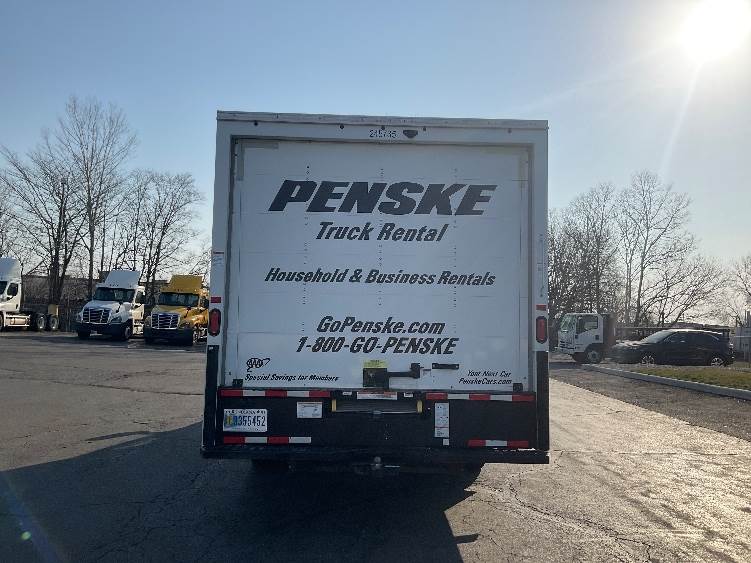 245735
PENSKE
Truck Rental
Household & Business Rentals
GoPenske.com
1-800-GO-PENSKE
AAA
Special Savings for Members
Your Next Car
PenskeCars.com